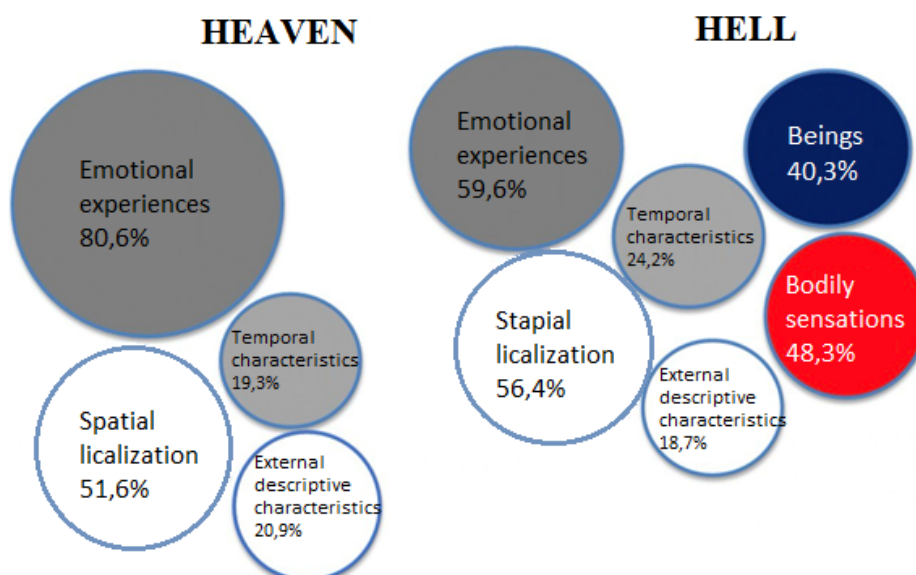 HEAVEN
Emotional
experiences
80,6%
Temporal
characteristics
19,3%
Spatial
licalization
51,6%
External
descriptive
characteristics
20,9%
HELL
Emotional
experiences
59,6%
Beings
40,3%
Temporal
characteristics
24,2%
Bodily
sensations
48,3%
Stapial
licalization
56,4%
External
descriptive
characteristics
18,7%